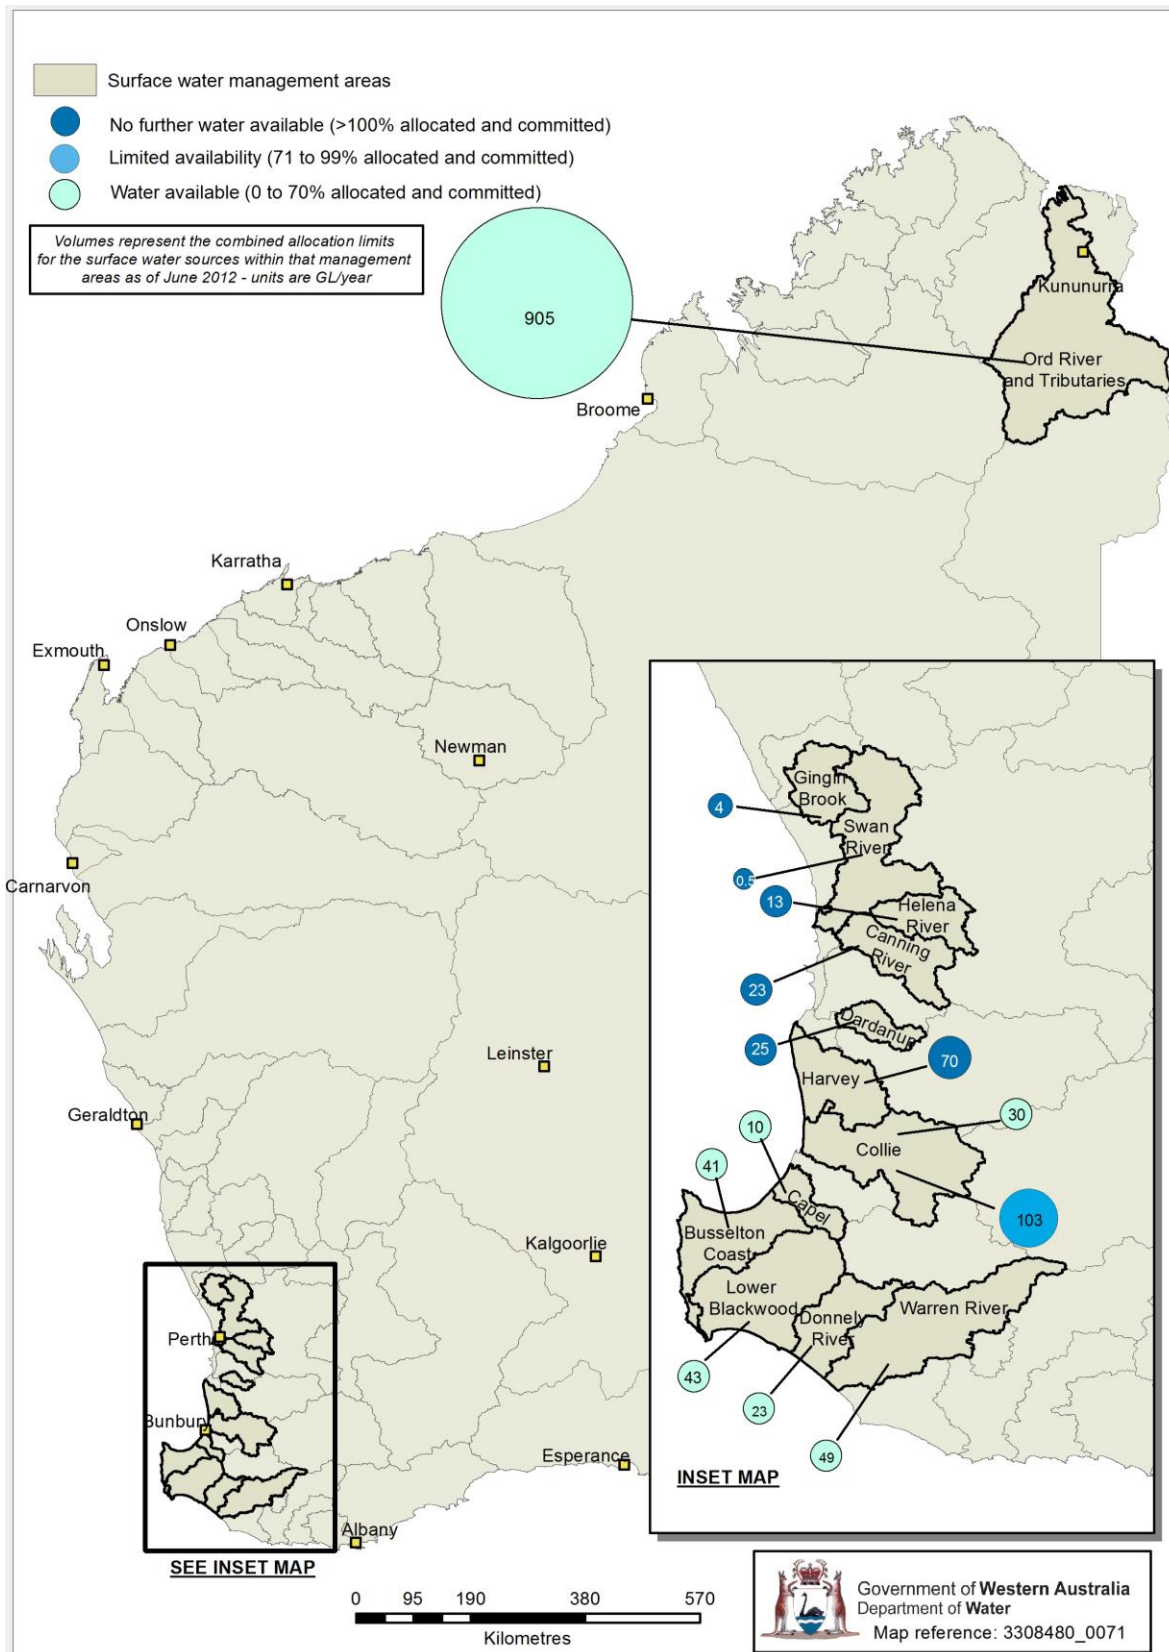 Surface water management areas
No further water available (>100% allocated and committed)
Limited availability (71 to 99% allocated and committed)
Water available (0 to 70% allocated and committed)
Volumes represent the combined allocation limits
for the surface water sources within that management
areas as of June 2012 - units are GL/year
905
Kununurra
Ord River
and Tributaries
Broome
Karratha
Onslow
Exmouth
Newman
Carnarvon
Leinster
Geraldton
Kalgoorlie
Perth
Bunbury
Esperance
Albany
SEE INSET MAP
Gingin
Brook
4
Swan
River
0.5
13
Helena
River
Canning
River
23
Dardanup
25
70
Harvey
10
30
Collie
41
Capel
103
Busselton
Coast
Lower
Blackwood
Donnely
River
Warren River
43
23
49
INSET MAP
0 95 190 380 570
Kilometres
Government of Western Australia
Department of Water
Map reference: 3308480_0071